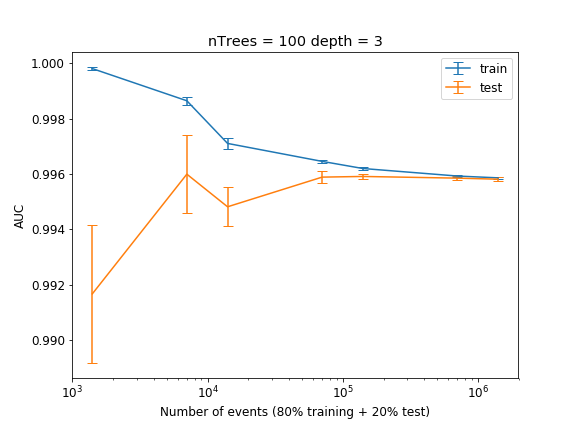 nTrees = 100 depth = 3
train
test
1.000
0.998
0.996
0.994
0.992
0.990
AUC
10³
10⁴
10⁵
10⁶
Number of events (80% training + 20% test)